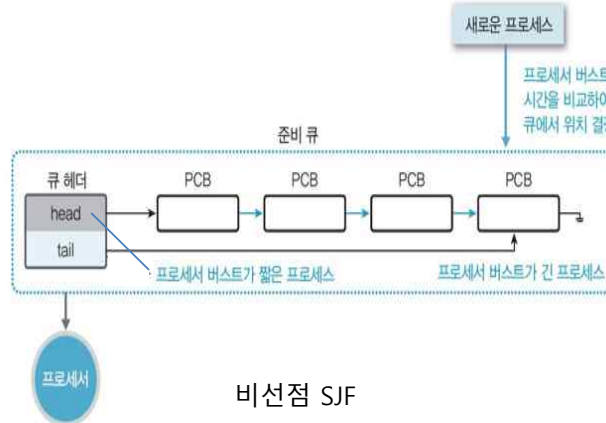 새로운 프로세스
프로세서 버스트
시간을 비교하여
큐에서 위치
준비 큐
큐 헤더
PCB
PCB
PCB
PCB
head
tail
프로세서 버스트가 짧은 프로세스
프로세서 버스트가 긴 프로세스
프로세서
비선점 SJF